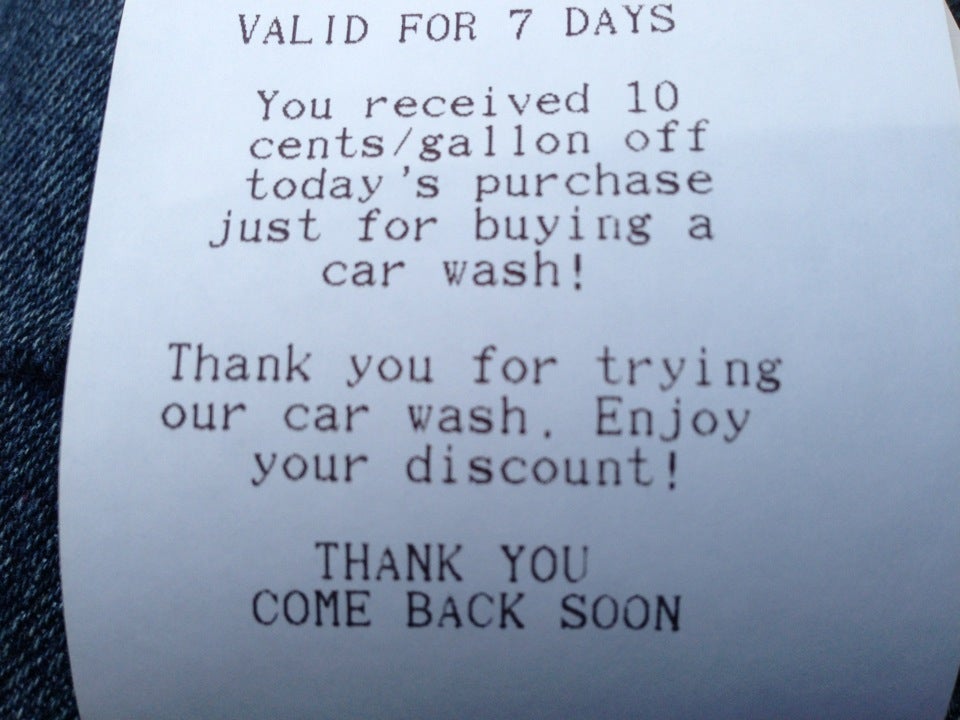 VALID FOR 7 DAYS
You received 10
cents/gallon off
today's purchase
just for buying a
car wash!
Thank you for trying
our car wash. Enjoy
your discount!
THANK YOU
COME BACK SOON